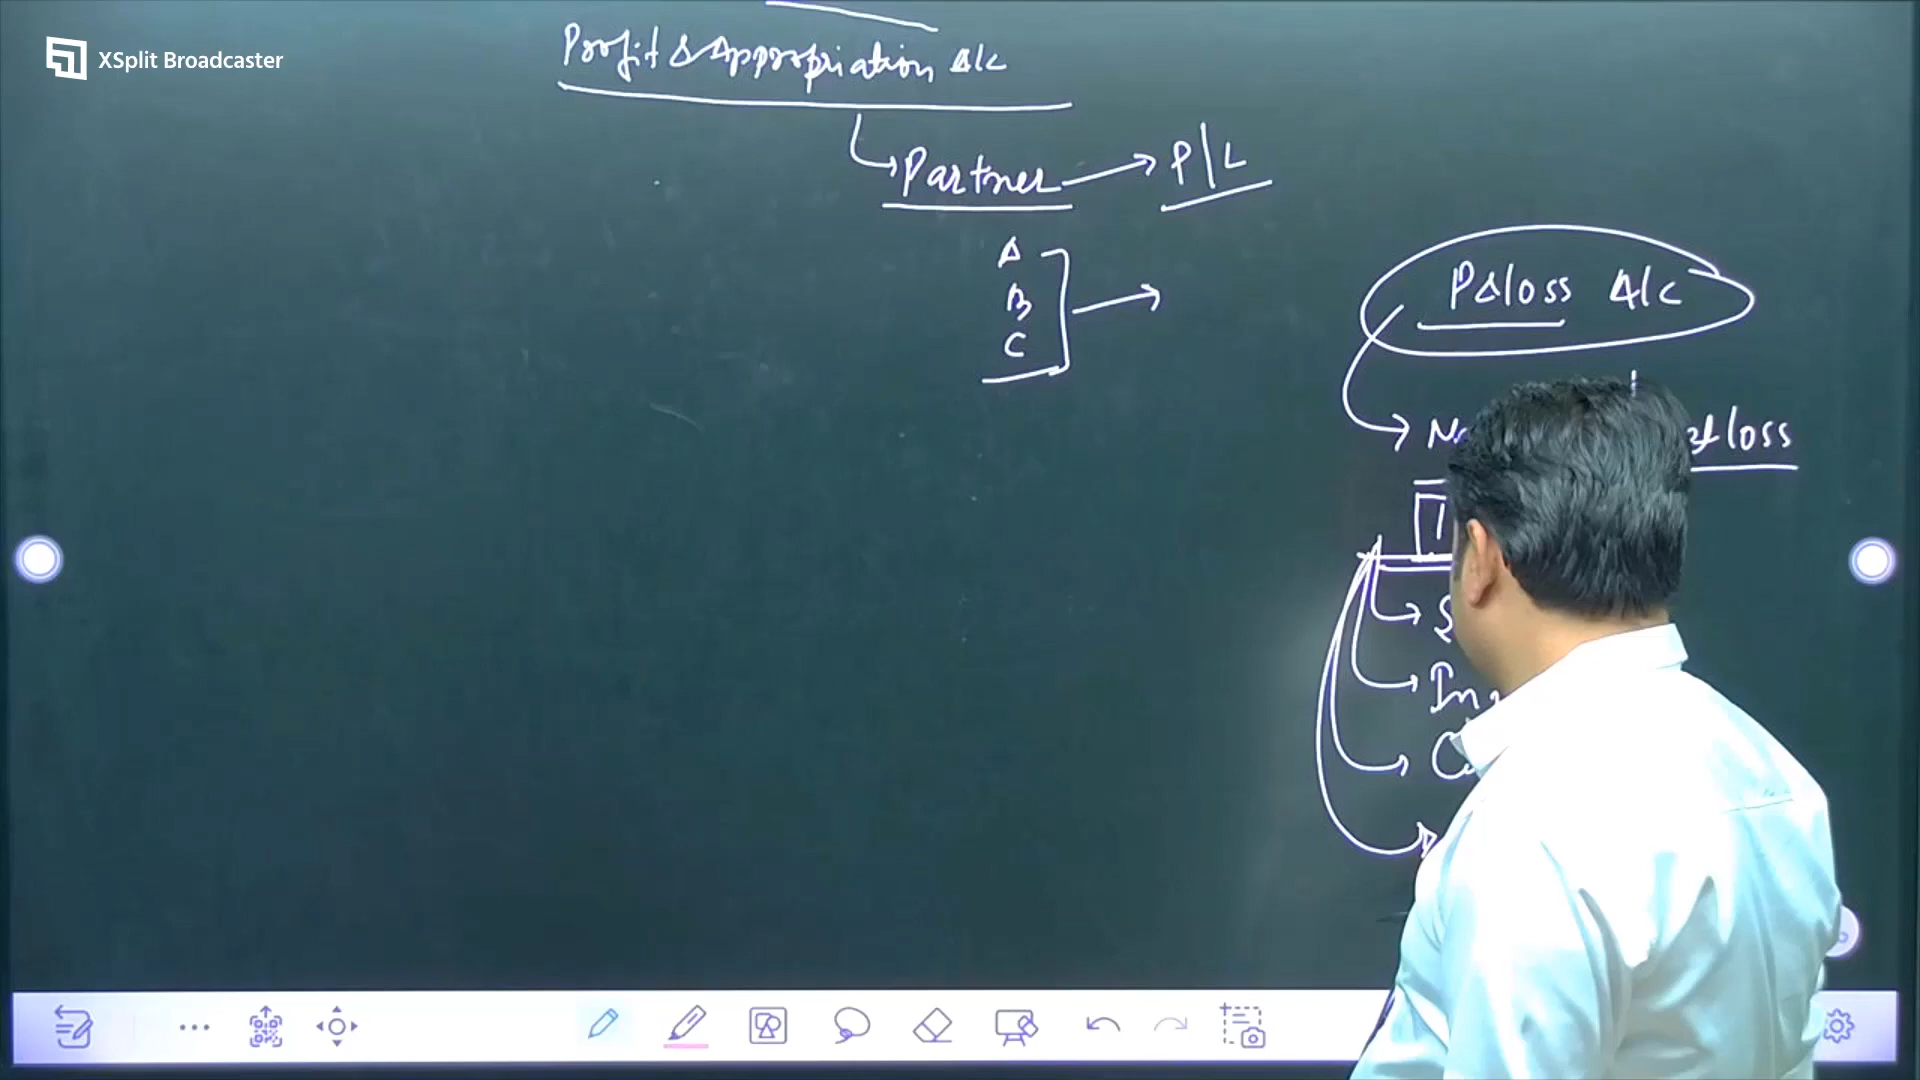 XSplit Broadcaster
Profit & Appropriation A/c
Partner → P/L
A
B
C
P&loss A/c
loss